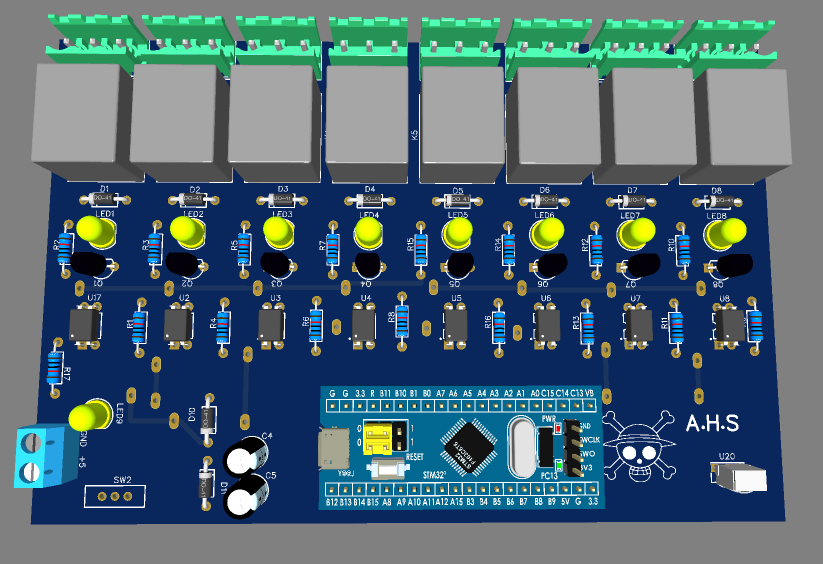 K5
D1 D2 D3 D4 D5 D6 D7 D8
DO-41 DO-41 DO-41 DO-41 DO-41 DO-41 DO-41 DO-41
LED1 LED2 LED3 LED4 LED5 LED6 LED7 LED8
R2 R3 R5 R7 R15 R14 R12 R10
Q1 Q2 Q3 Q4 Q5 Q6 Q7 Q8
U17 U2 U3 U4 U5 U6 U7 U8
R1 R4 R6 R8 R16 R13 R11
R17
G G 3.3 R B11 B10 B1 B0 A7 A6 A5 A4 A3 A2 A1 A0 C15 C14 C13 VB
LED9
GND
+5
D10
D11
C4
C5
SW2
0 1
0 1
RESET
STM32
PWR
PC13
GND
SWCLK
SWO
3V3
B12 B13 B14 B15 A8 A9 A10 A11 A12 A15 B3 B4 B5 B6 B7 B8 B9 5V G 3.3
A.H.S
U20